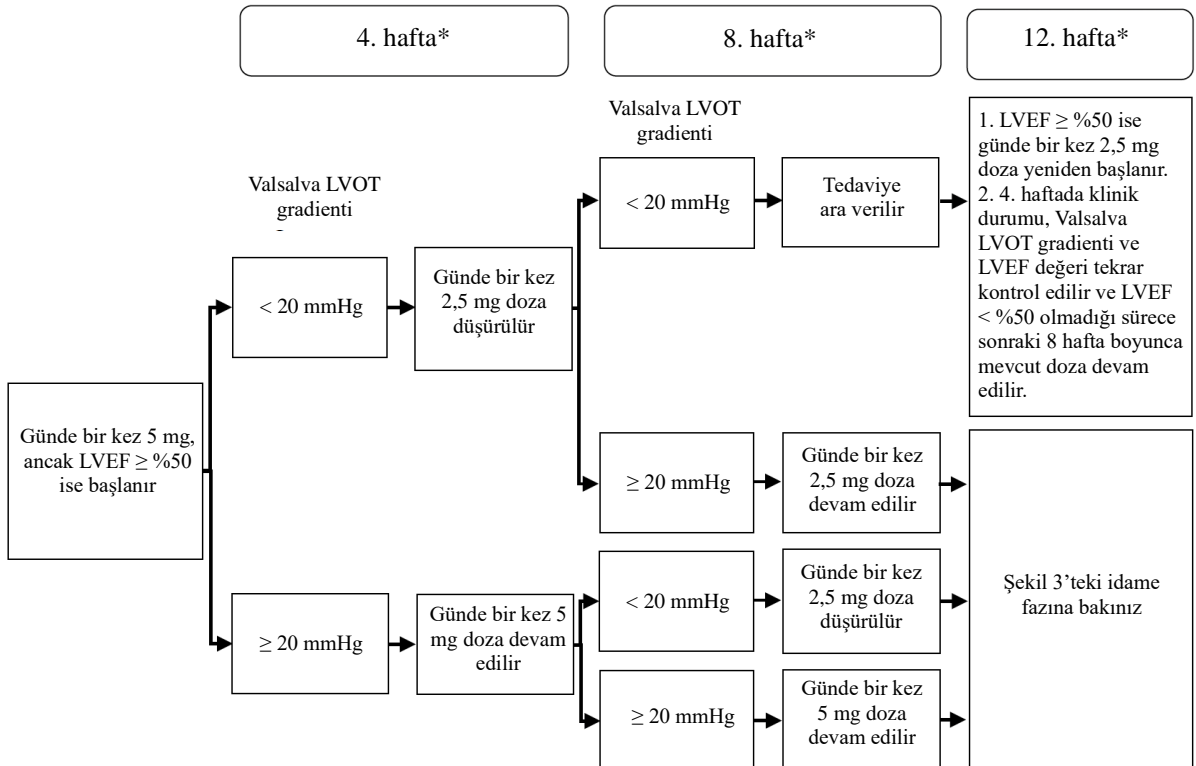 4. hafta*
8. hafta*
12. hafta*
Valsalva LVOT
gradienti
Valsalva LVOT
gradienti
Günde bir kez 5 mg,
ancak LVEF ≥ %50
ise başlanır
< 20 mmHg
Günde bir kez
2,5 mg doza
düşürülür
< 20 mmHg
Tedaviye
ara verilir
1. LVEF ≥ %50 ise
günde bir kez 2,5 mg
doza yeniden başlanır.
2. 4. haftada klinik
durumu, Valsalva
LVOT gradienti ve
LVEF değeri tekrar
kontrol edilir ve LVEF
< %50 olmadığı sürece
sonraki 8 hafta boyunca
mevcut doza devam
edilir.
≥ 20 mmHg
Günde bir kez
2,5 mg doza
devam edilir
≥ 20 mmHg
Günde bir kez 5
mg doza devam
edilir
< 20 mmHg
Günde bir kez
2,5 mg doza
düşürülür
≥ 20 mmHg
Günde bir kez
5 mg doza
devam edilir
Şekil 3’teki idame
fazına bakınız